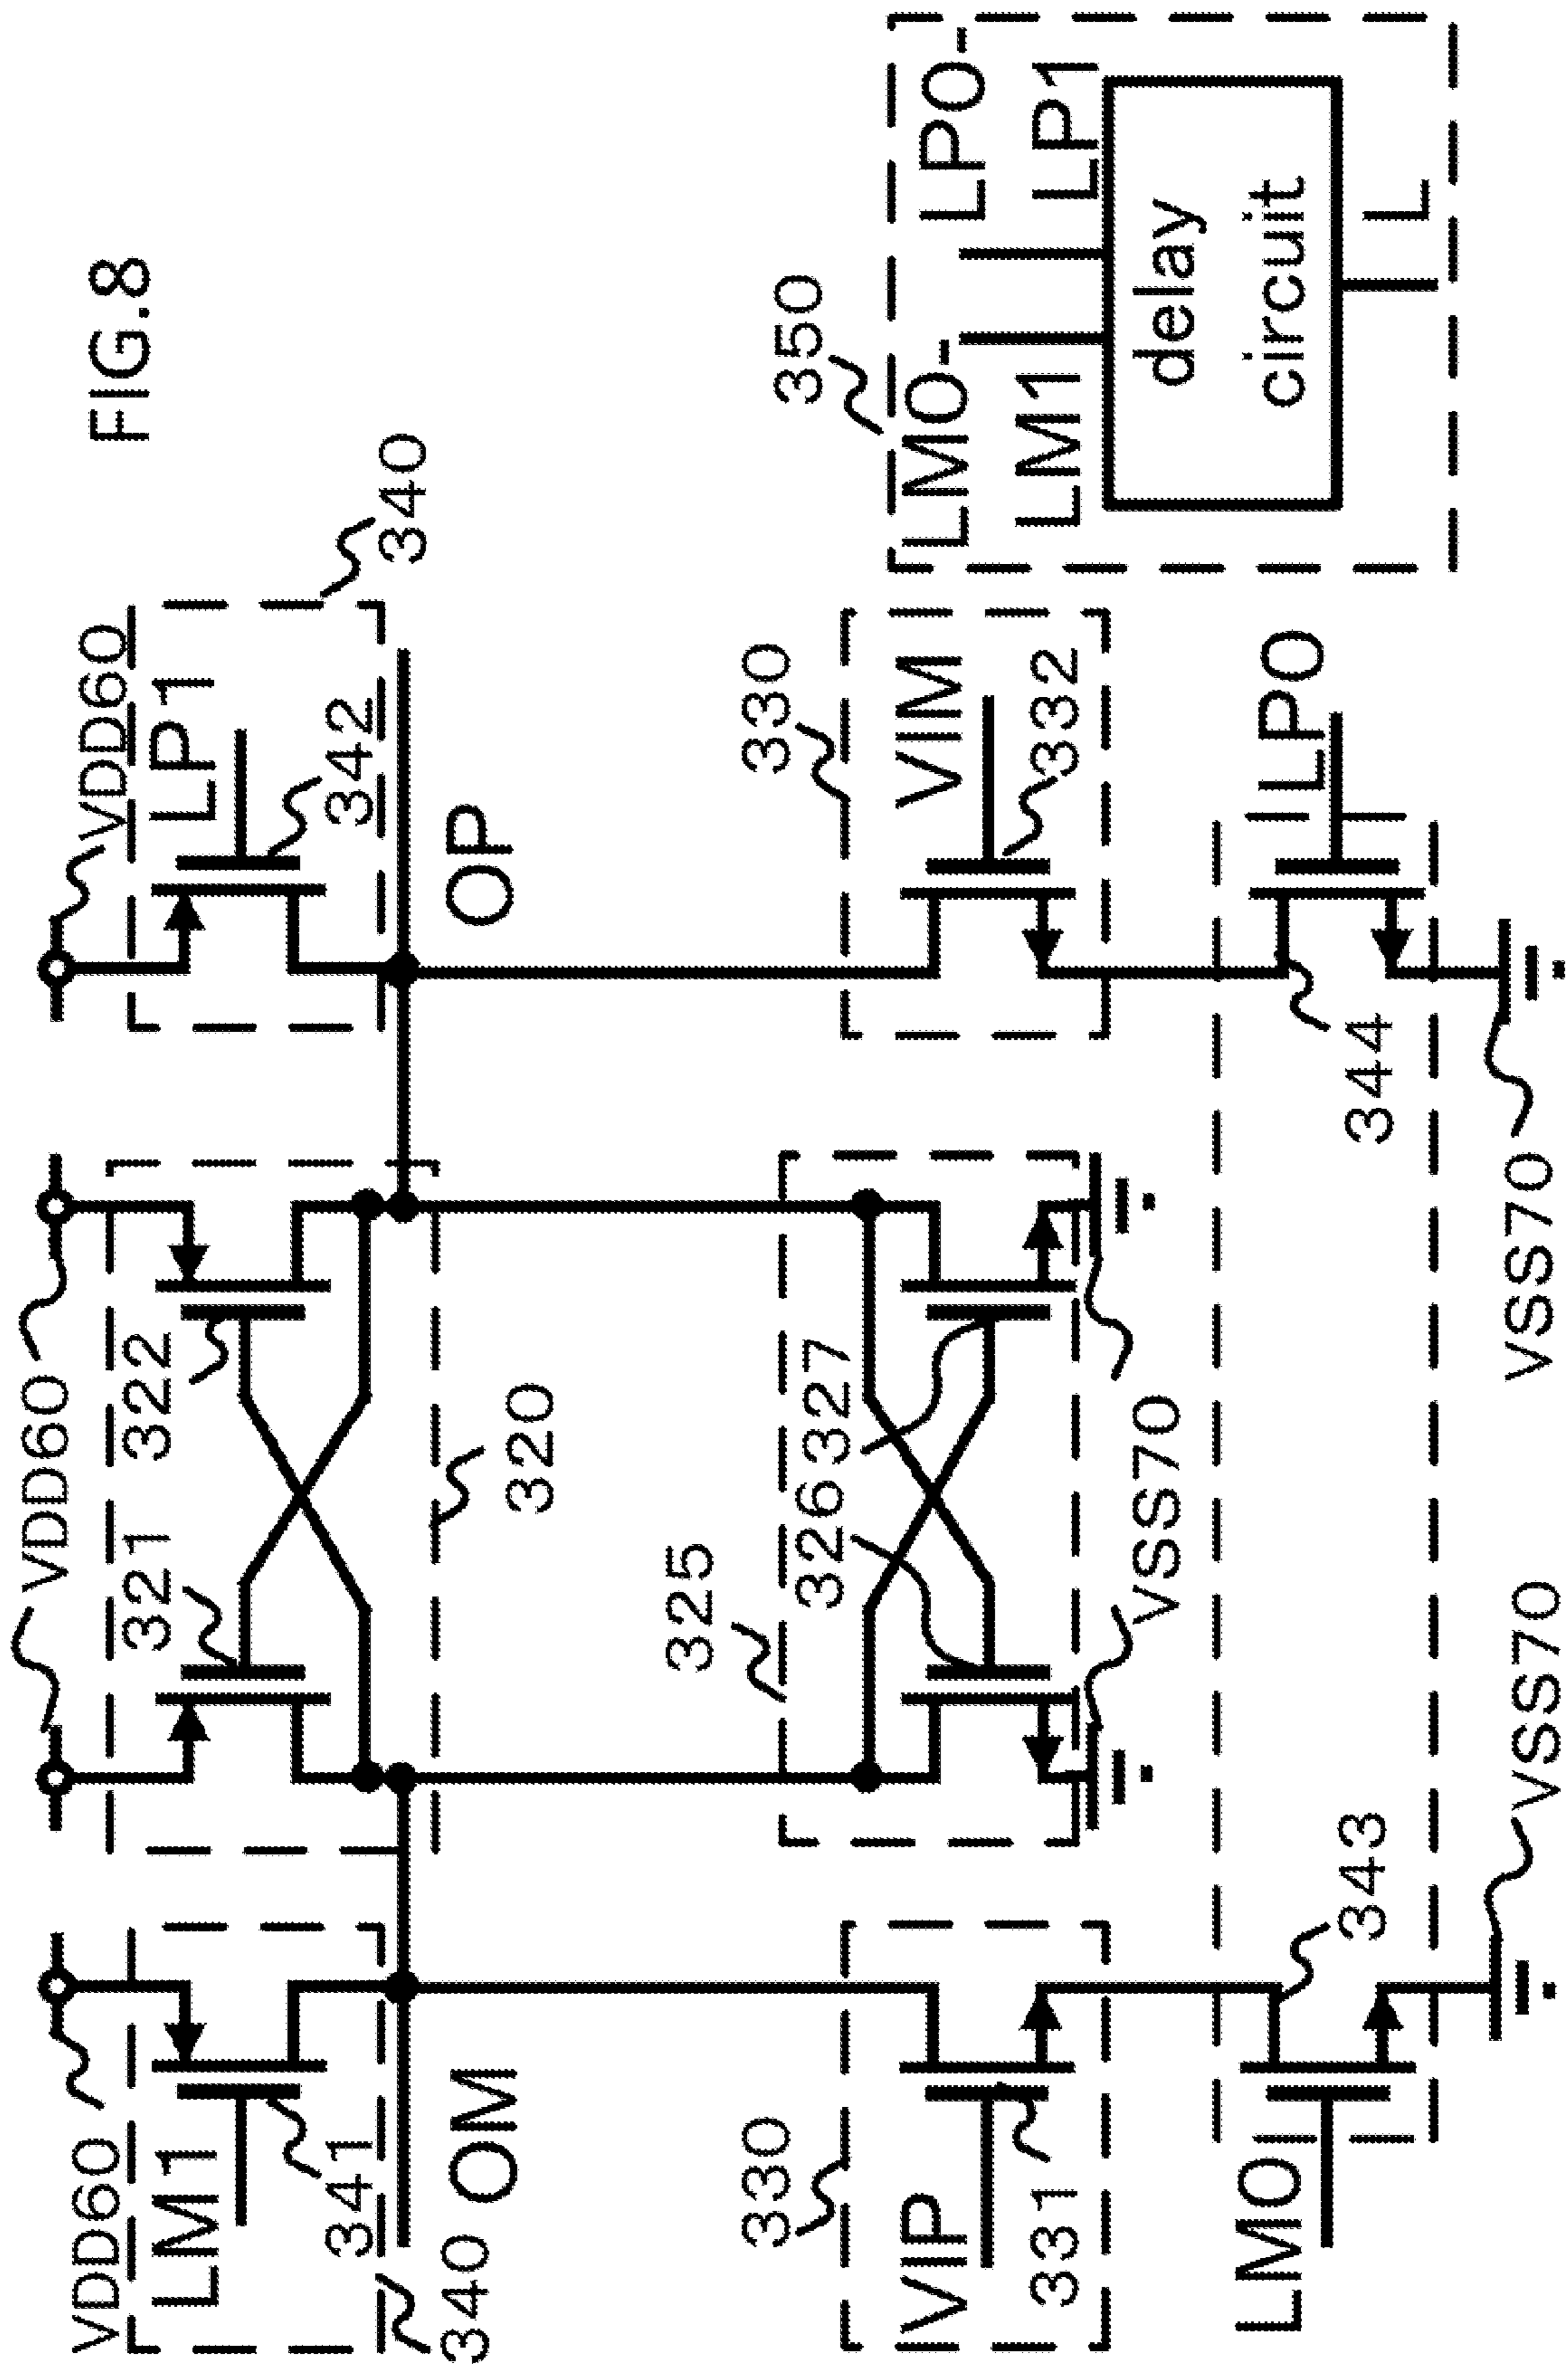 FIG.8
VDD60
VDD60
VDD60
LM1
341
340
321
322
LP1
342
340
OM
320
OP
325
326
327
330
VIP
331
330
VIM
332
VSS70
350
LM0-
LM1
LP0-
LP1
delay
circuit
L
LM0
343
344
LP0
VSS70
VSS70